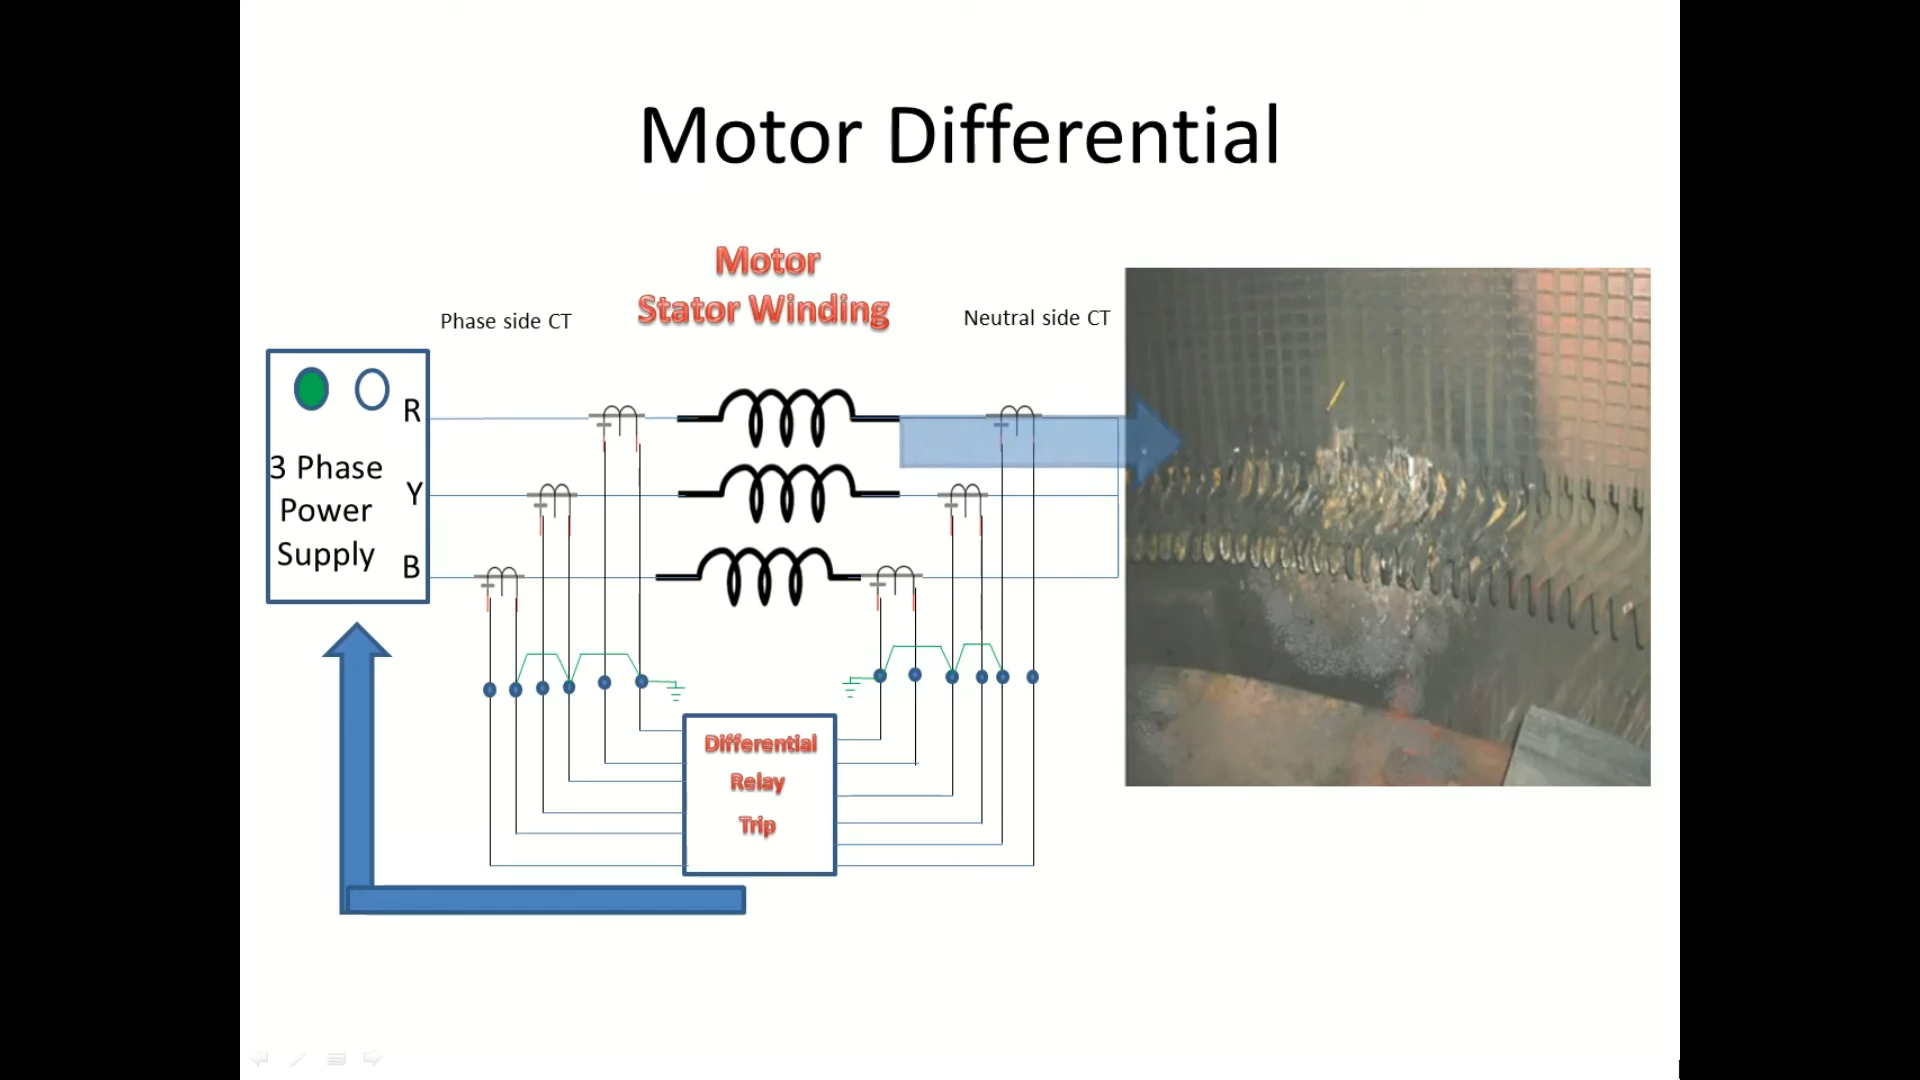 Motor Differential
Motor
Stator Winding
Phase side CT
Neutral side CT
R
3 Phase
Y
Power
Supply
B
Differential
Relay
Trip